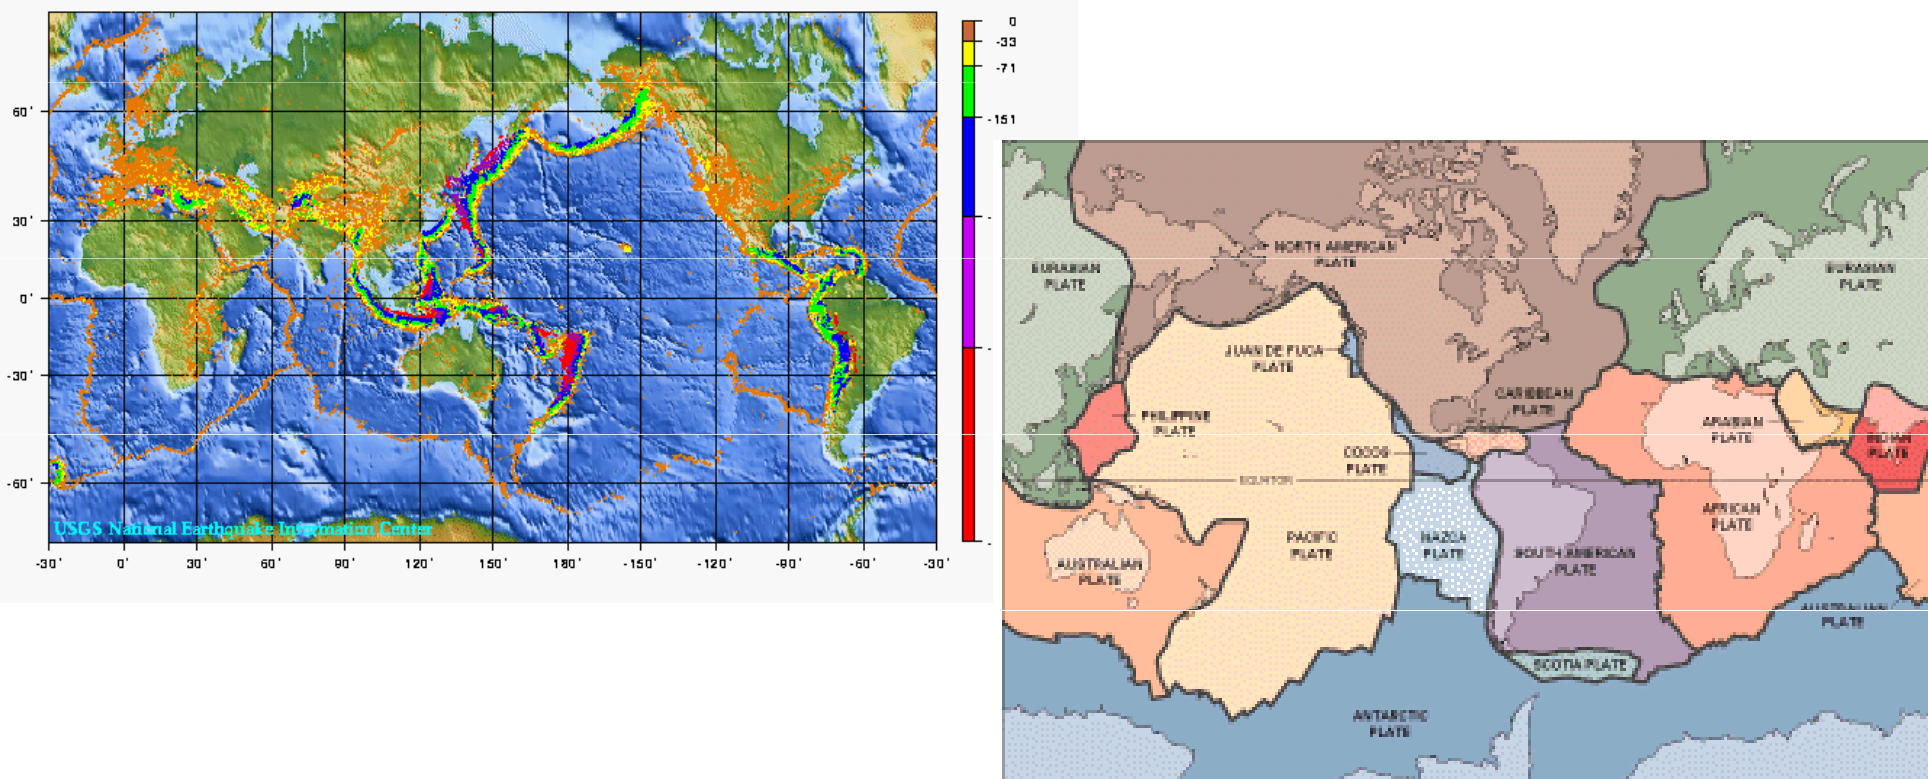 0
-33
-71
-151
-
-
-
60'
30'
0'
-30'
-60'
USGS National Earthquake Information Center
-30' 0' 30' 60' 90' 120' 150' 180' -150' -120' -90' -60' -30'
NORTH AMERICAN
PLATE
EURASIAN
PLATE
EURASIAN
PLATE
JUAN DE FUCA
PLATE
CARIBBEAN
PLATE
PHILIPPINE
PLATE
ARABIAN
PLATE
INDIAN
PLATE
COCOS
PLATE
EQUATOR
AFRICAN
PLATE
PACIFIC
PLATE
NAZCA
PLATE
SOUTH AMERICAN
PLATE
AUSTRALIAN
PLATE
AUSTRALIAN
PLATE
SCOTIA PLATE
ANTARCTIC
PLATE